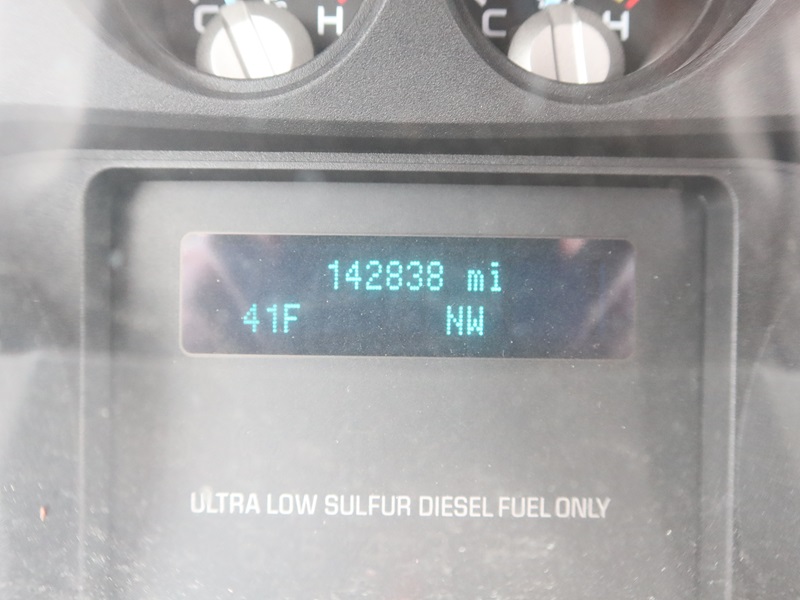 C H C H
142838 mi
41F NW
ULTRA LOW SULFUR DIESEL FUEL ONLY